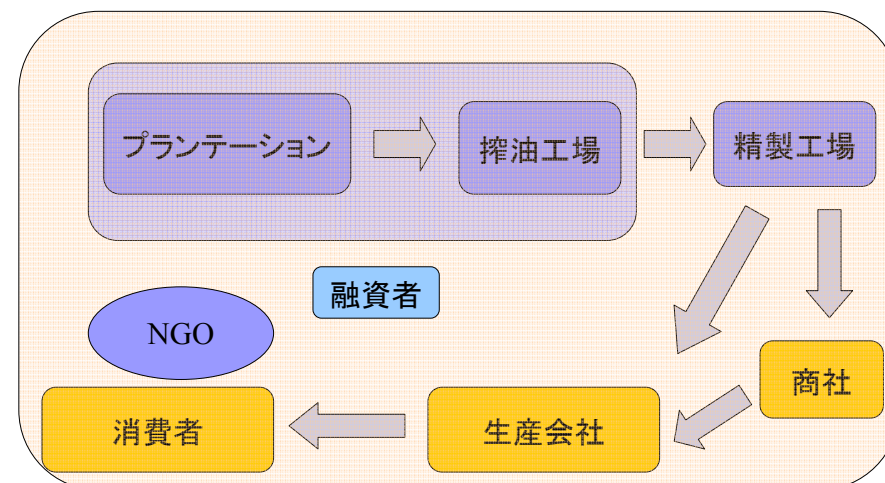 プランテーション
搾油工場
精製工場
融資者
NGO
商社
消費者
生産会社